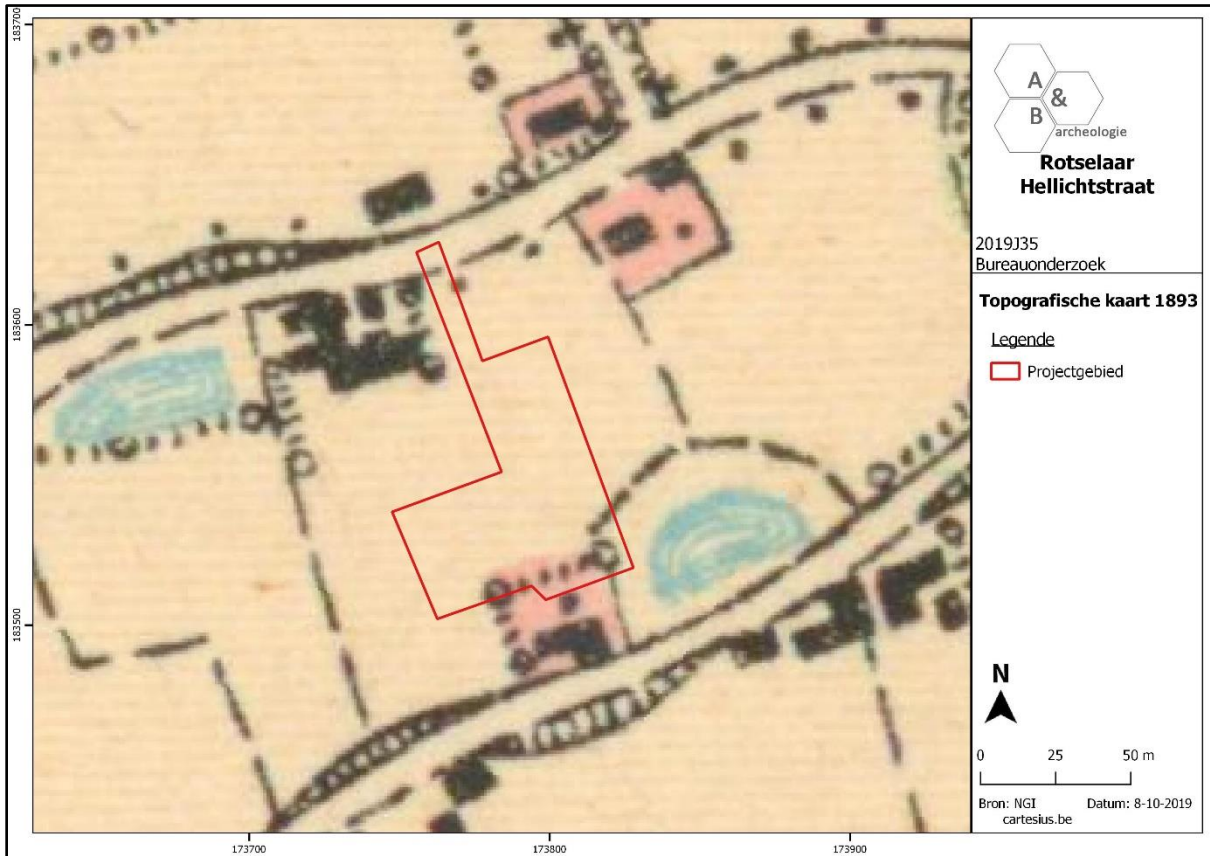 183700
183600
183500
173700
173800
173900
A
&
B
archeologie
Rotselaar
Hellichtstraat
2019J35
Bureauonderzoek
Topografische kaart 1893
Legende
Projectgebied
N
0 25 50 m
Bron: NGI Datum: 8-10-2019
cartesius.be